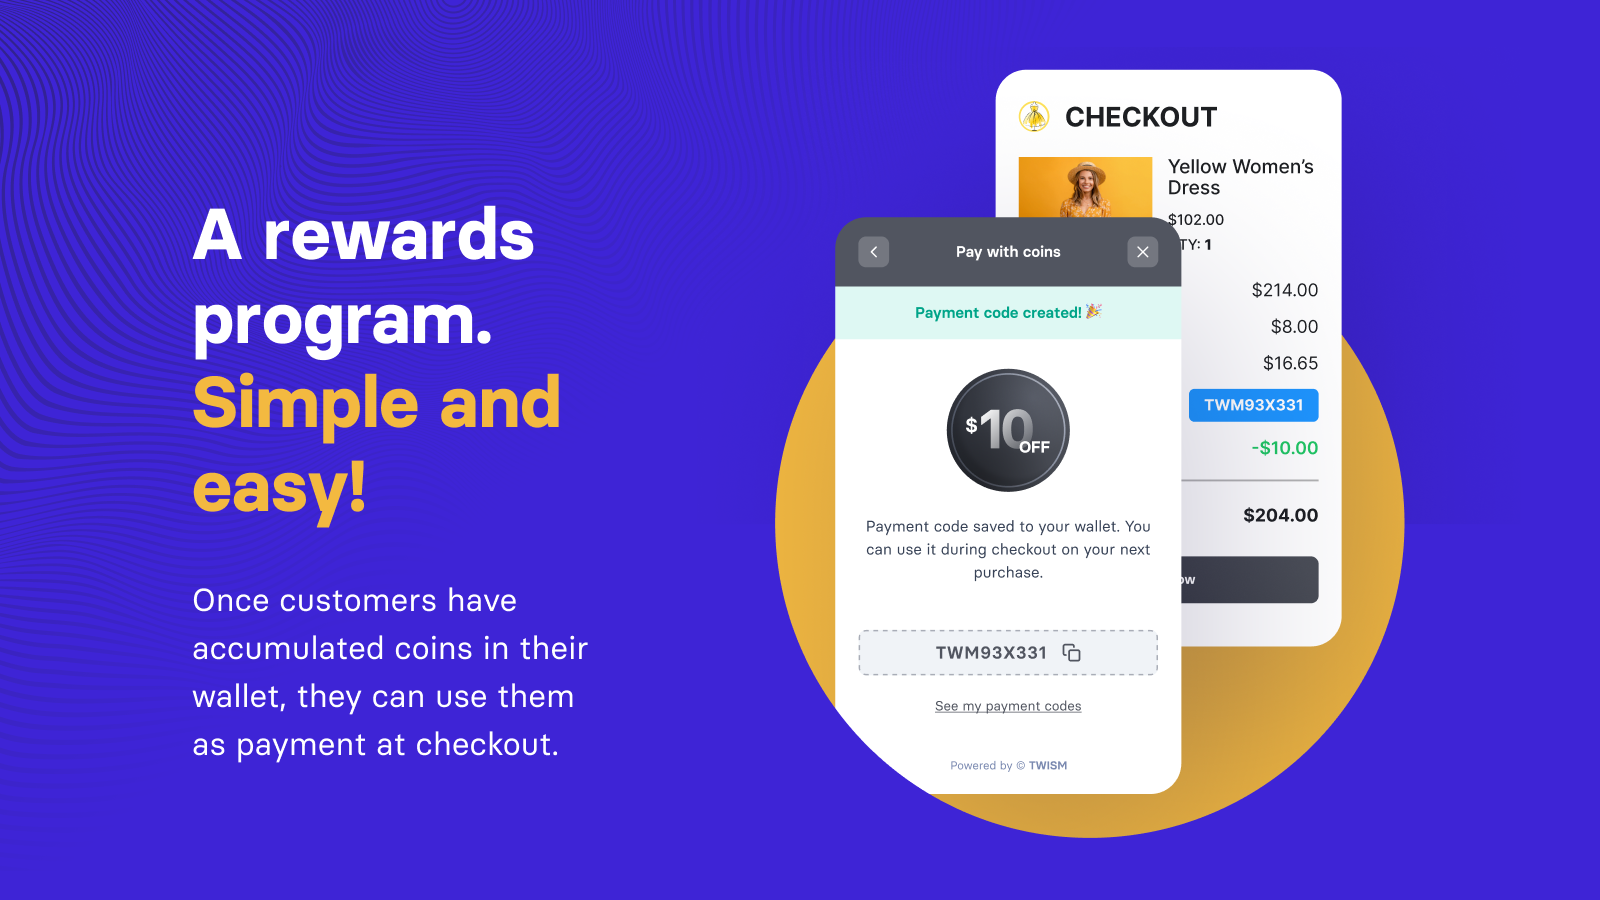 A rewards
program.
Simple and
easy!
Once customers have
accumulated coins in their
wallet, they can use them
as payment at checkout.
CHECKOUT
Yellow Women's
Dress
$102.00
TY: 1
$214.00
$8.00
$16.65
TWM93X331
-$10.00
$204.00
ow
Pay with coins
Payment code created! 🎉
$10
OFF
Payment code saved to your wallet. You
can use it during checkout on your next
purchase.
TWM93X331
See my payment codes
Powered by © TWISM